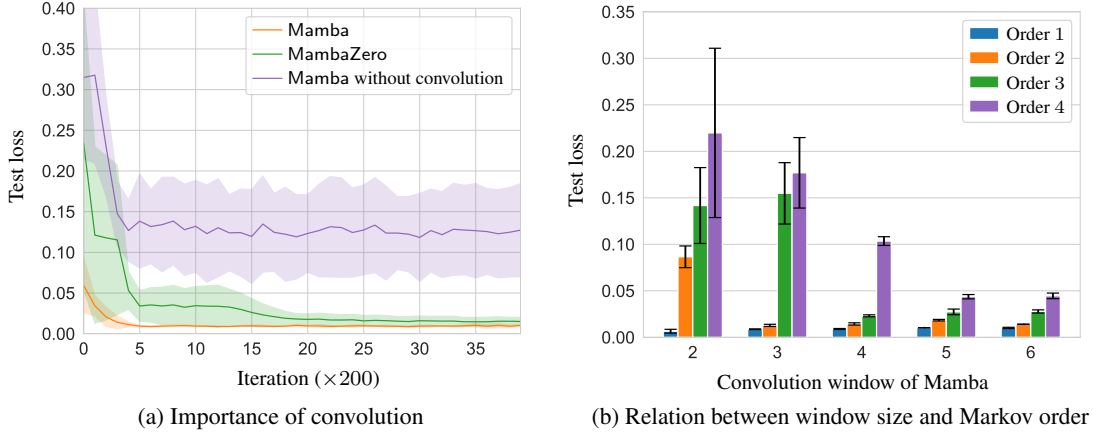 0.40
0.35
0.30
0.25
0.20
0.15
0.10
0.05
0.00
Test loss
Mamba
MambaZero
Mamba without convolution
0 5 10 15 20 25 30 35
Iteration (×200)
(a) Importance of convolution
0.35
0.30
0.25
0.20
0.15
0.10
0.05
0.00
Test loss
Order 1
Order 2
Order 3
Order 4
2 3 4 5 6
Convolution window of Mamba
(b) Relation between window size and Markov order